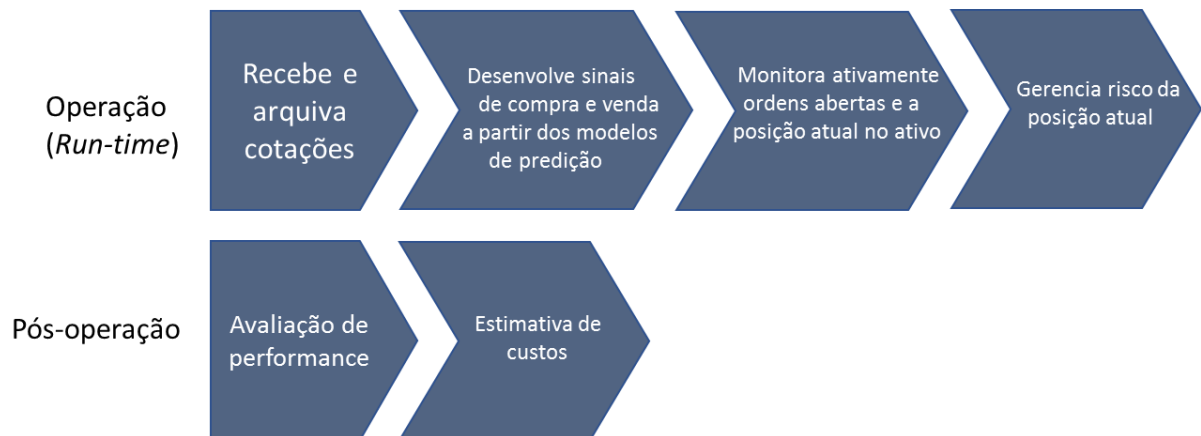 Operação
(Run-time)
Recebe e
arquiva
cotações
Desenvolve sinais
de compra e venda
a partir dos modelos
de predição
Monitora ativamente
ordens abertas e a
posição atual no ativo
Gerencia risco da
posição atual
Pós-operação
Avaliação de
performance
Estimativa de
custos